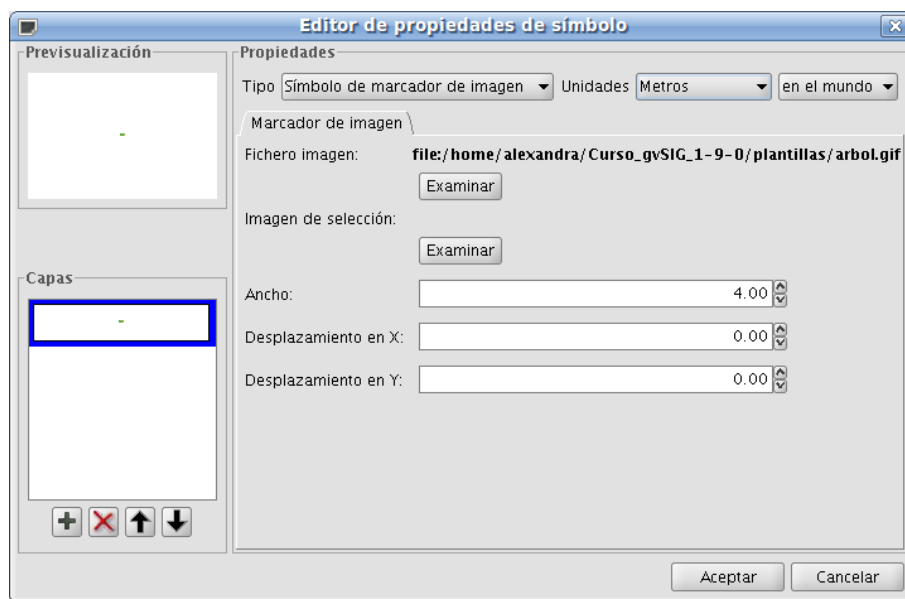 Editor de propiedades de símbolo
Previsualización
Propiedades
Tipo Símbolo de marcador de imagen Unidades Metros en el mundo
Marcador de imagen
Fichero imagen: file:/home/alexandra/Curso_gvSIG_1-9-0/plantillas/arbol.gif
Examinar
Imagen de selección:
Examinar
Capas
Ancho: 4.00
Desplazamiento en X: 0.00
Desplazamiento en Y: 0.00
Aceptar Cancelar